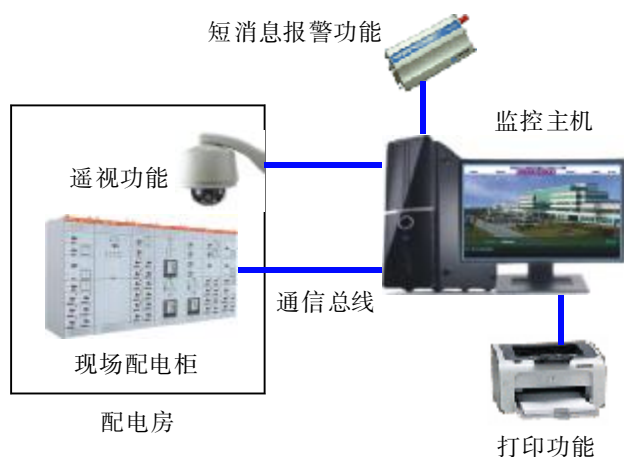 短消息报警功能
监控主机
遥视功能
通信总线
现场配电柜
配电房
打印功能